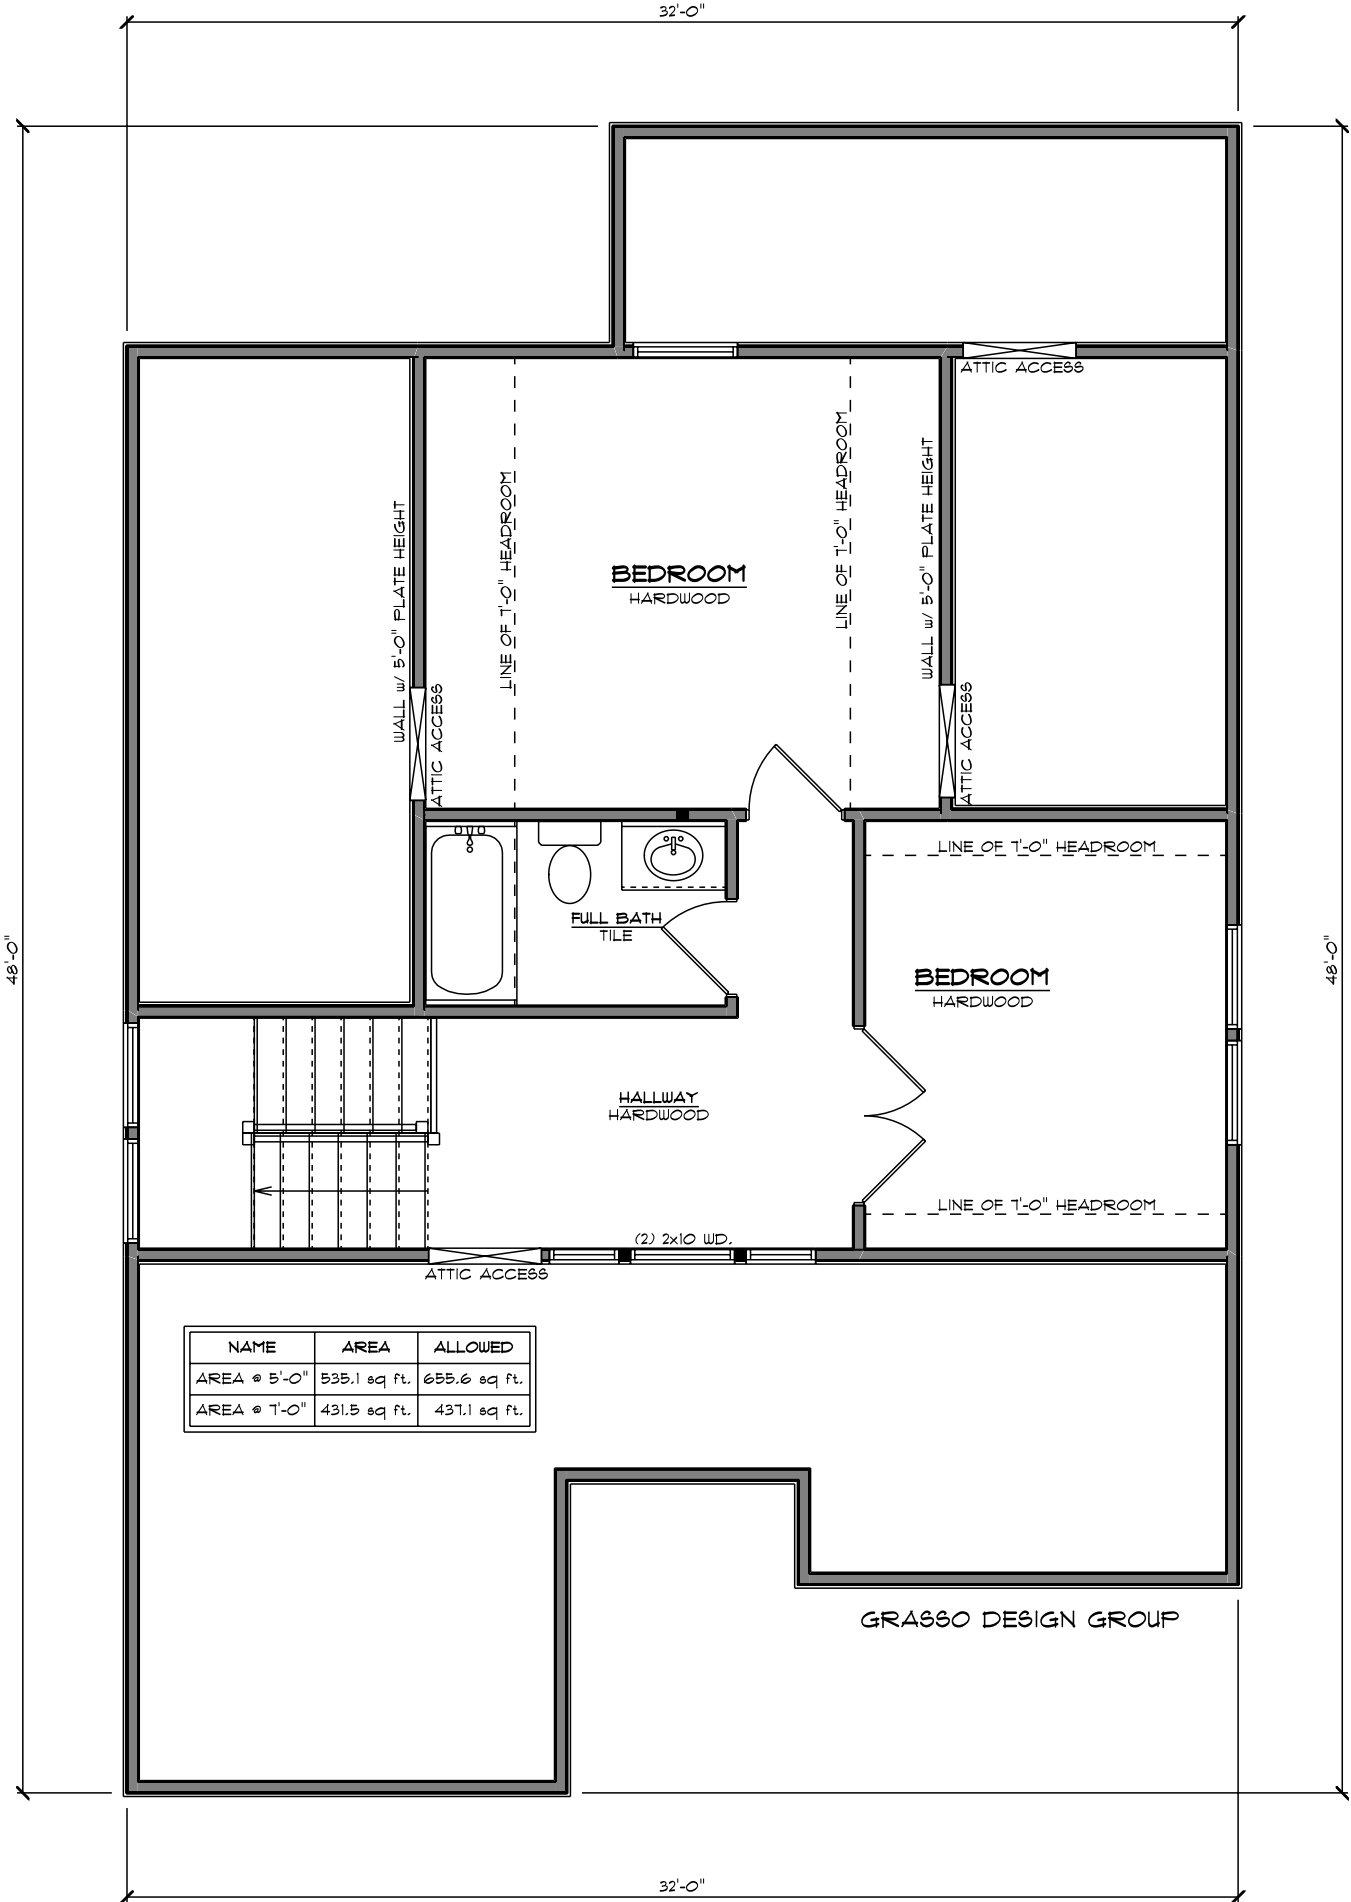 32'-0"
ATTIC ACCESS
LINE OF 7'-0" HEADROOM
WALL w/ 5'-0" PLATE HEIGHT
WALL w/ 5'-0" PLATE HEIGHT
LINE OF 7'-0" HEADROOM
BEDROOM
HARDWOOD
ATTIC ACCESS
ATTIC ACCESS
LINE OF 7'-0" HEADROOM
FULL BATH
TILE
48'-0"
48'-0"
BEDROOM
HARDWOOD
HALLWAY
HARDWOOD
LINE OF 7'-0" HEADROOM
(2) 2x10 WD.
ATTIC ACCESS
NAME AREA ALLOWED
AREA @ 5'-0" 535.1 sq ft. 655.6 sq ft.
AREA @ 7'-0" 431.5 sq ft. 437.1 sq ft.
GRASSO DESIGN GROUP
32'-0"